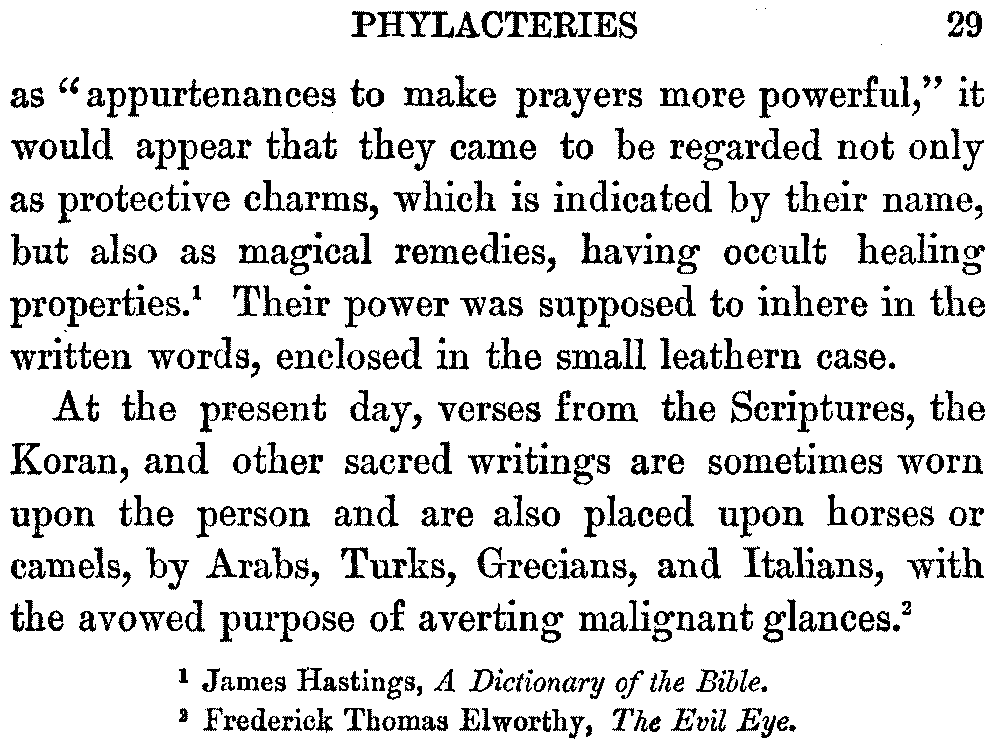 PHYLACTERIES 29
as “appurtenances to make prayers more powerful,” it
would appear that they came to be regarded not only
as protective charms, which is indicated by their name,
but also as magical remedies, having occult healing
properties.¹ Their power was supposed to inhere in the
written words, enclosed in the small leathern case.
At the present day, verses from the Scriptures, the
Koran, and other sacred writings are sometimes worn
upon the person and are also placed upon horses or
camels, by Arabs, Turks, Grecians, and Italians, with
the avowed purpose of averting malignant glances.²
¹ James Hastings, A Dictionary of the Bible.
² Frederick Thomas Elworthy, The Evil Eye.